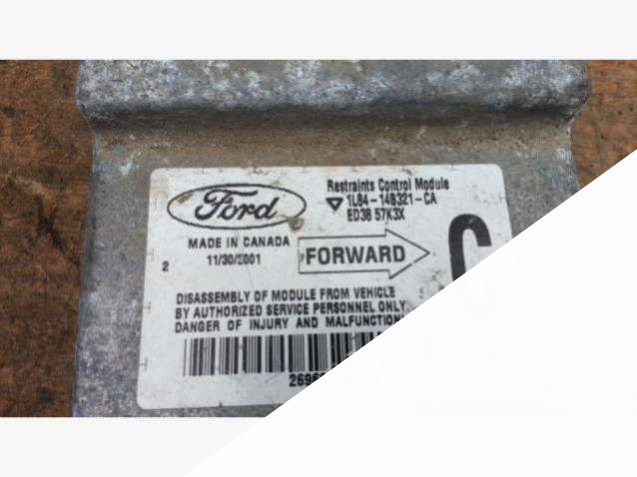 Ford
Restraints Control Module
1L84-14B321-CA
ED38 57K3X
MADE IN CANADA
11/30/2001
FORWARD
C
2
DISASSEMBLY OF MODULE FROM VEHICLE
BY AUTHORIZED SERVICE PERSONNEL ONLY
DANGER OF INJURY AND MALFUNCTION